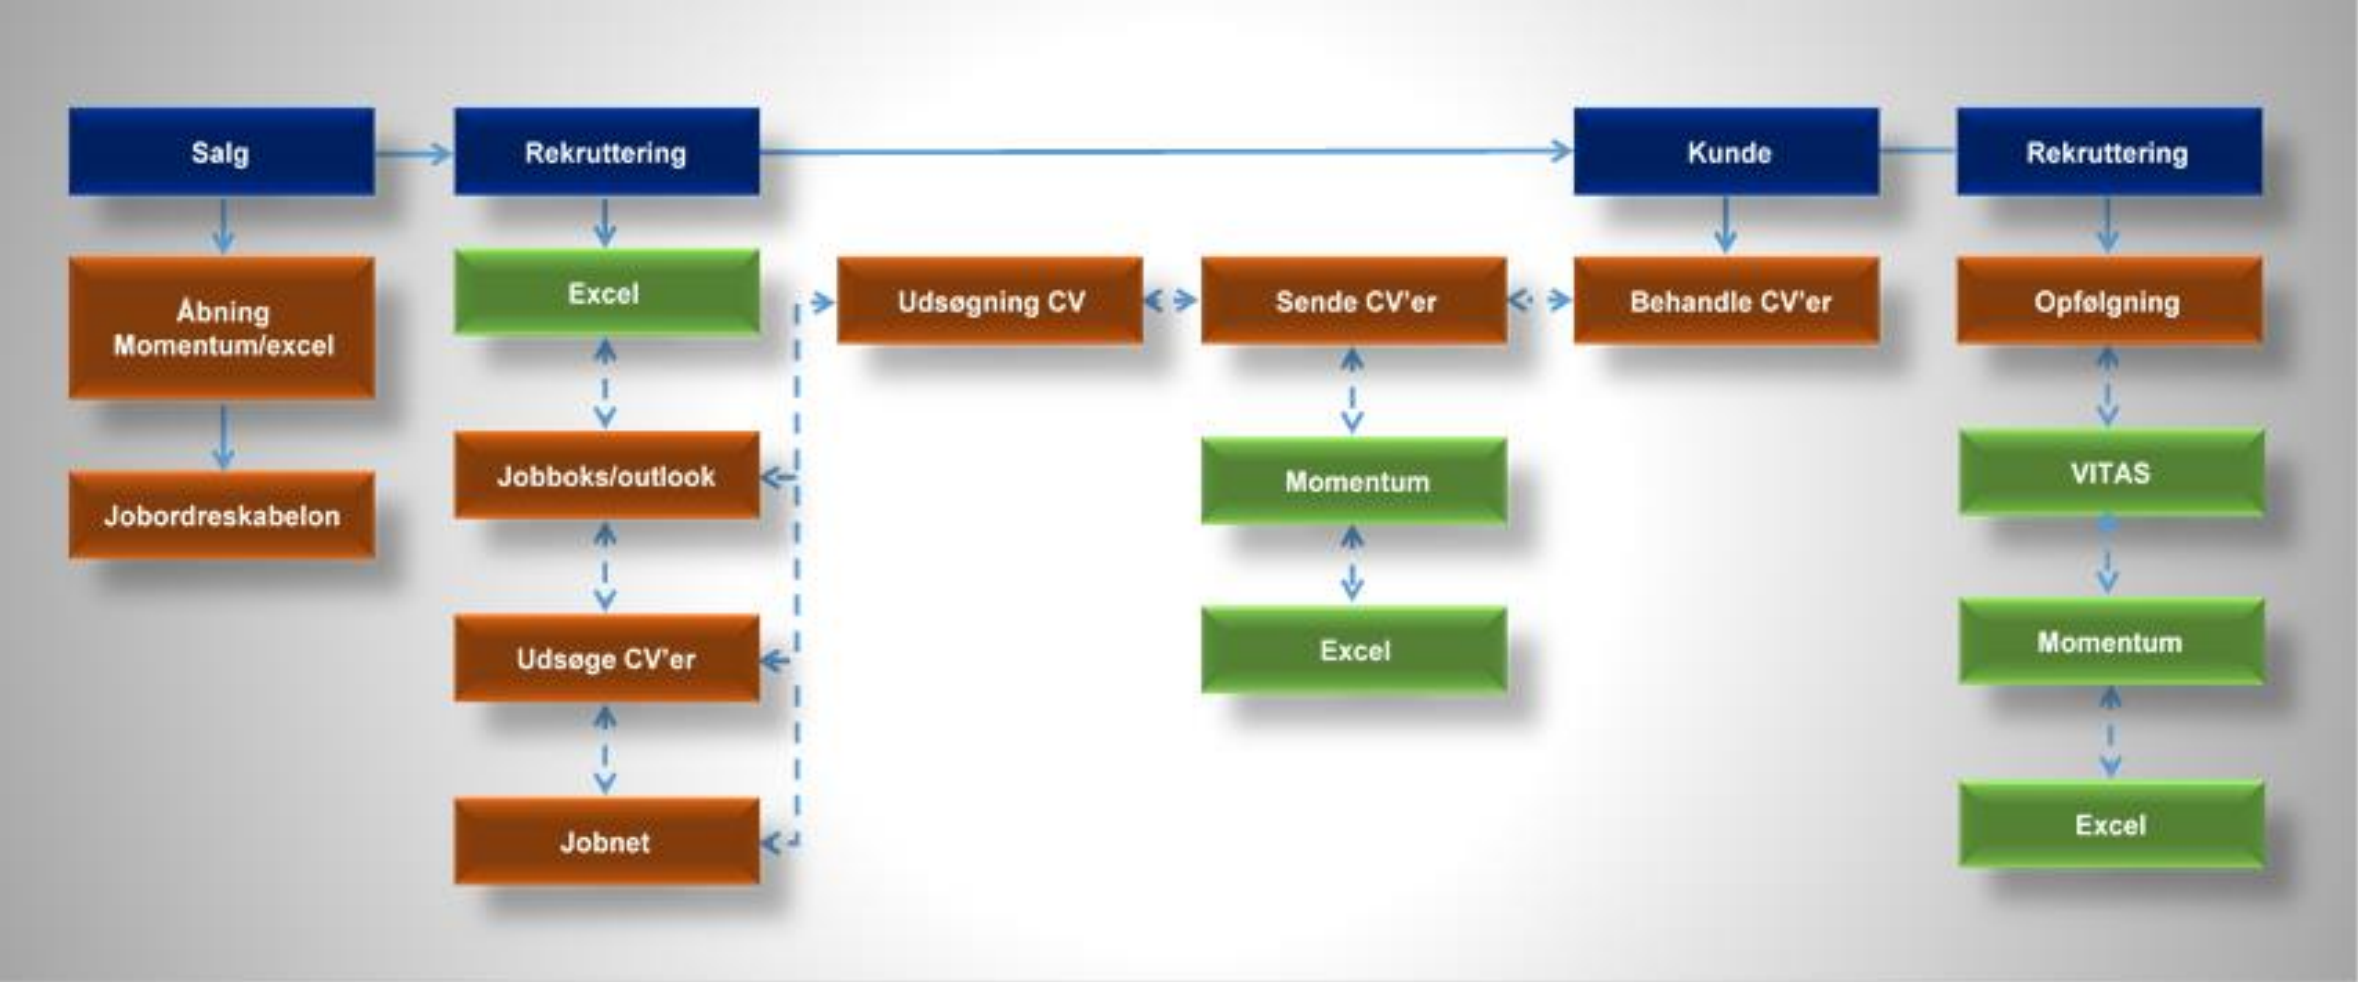 Salg
Rekruttering
Kunde
Rekruttering
Åbning
Momentum/excel
Jobordreskabelon
Excel
Jobboks/outlook
Udsøge CV'er
Jobnet
Udsøgning CV
Sende CV'er
Momentum
Excel
Behandle CV'er
Opfølgning
VITAS
Momentum
Excel